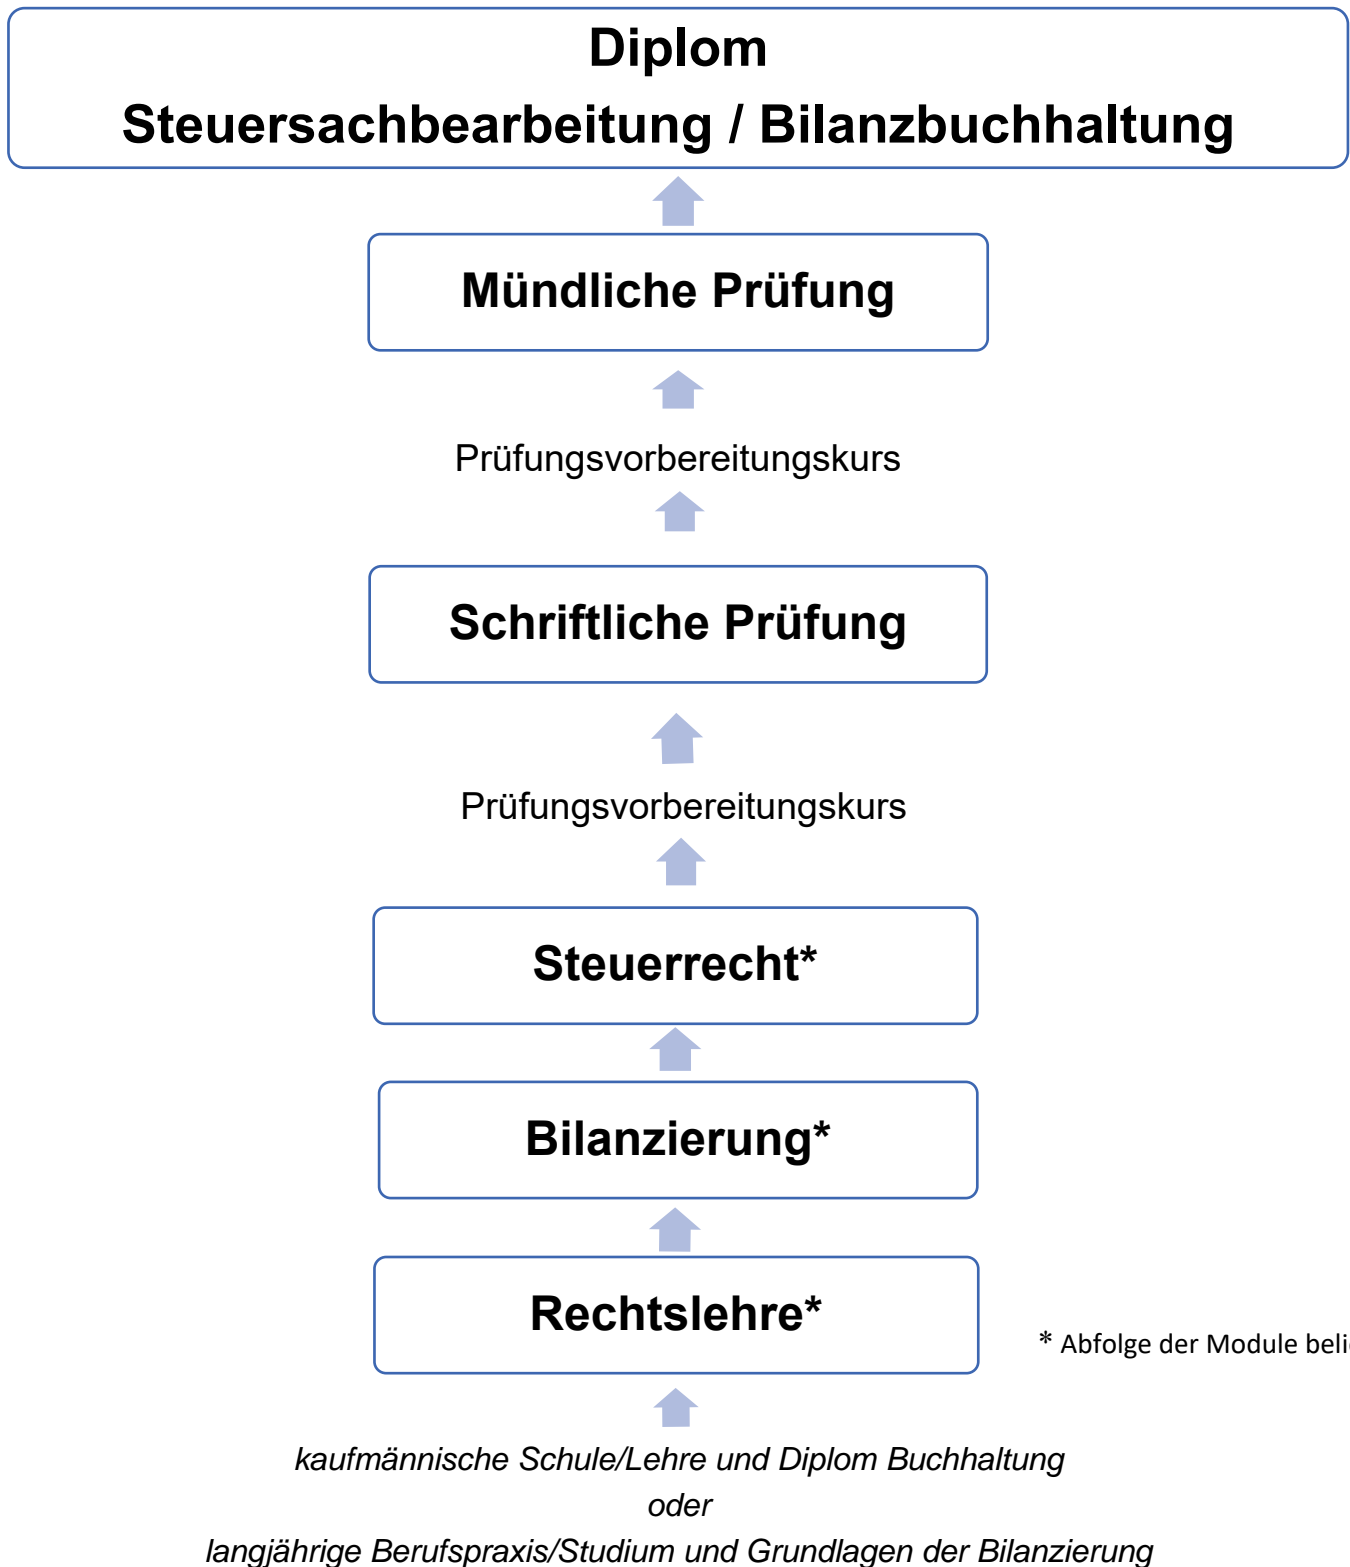 Diplom
Steuersachbearbeitung / Bilanzbuchhaltung
Mündliche Prüfung
Prüfungsvorbereitungskurs
Schriftliche Prüfung
Prüfungsvorbereitungskurs
Steuerrecht*
Bilanzierung*
Rechtslehre*
* Abfolge der Module
kaufmännische Schule/Lehre und Diplom Buchhaltung
oder
langjährige Berufspraxis/Studium und Grundlagen der Bilanzierung